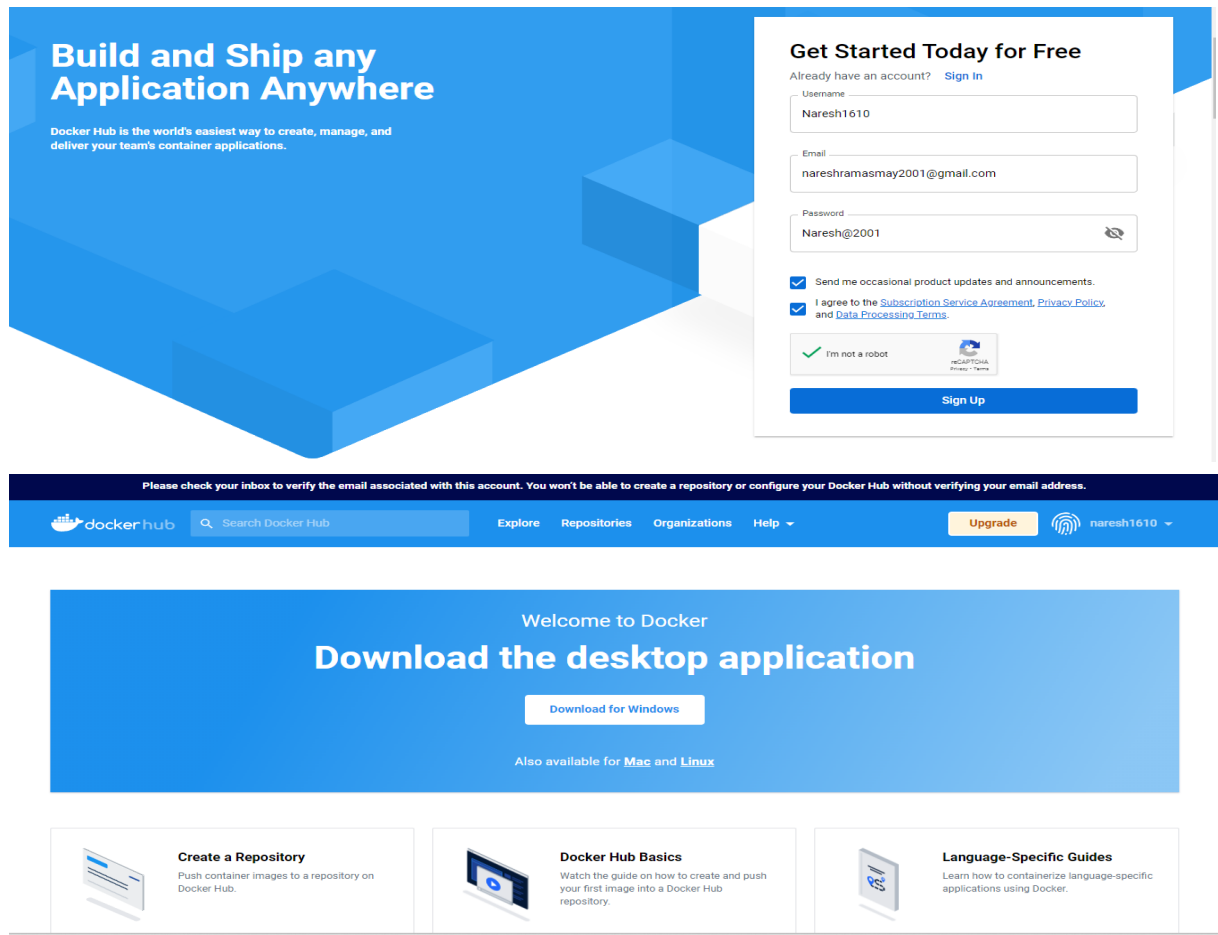 Build and Ship any
Application Anywhere
Docker Hub is the world's easiest way to create, manage, and
deliver your team's container applications.
Get Started Today for Free
Already have an account? Sign In
Username
Naresh1610
Email
nareshramasmay2001@gmail.com
Password
Naresh@2001
Send me occasional product updates and announcements.
I agree to the Subscription Service Agreement, Privacy Policy,
and Data Processing Terms.
I'm not a robot
reCAPTCHA
Privacy - Terms
Sign Up
Please check your inbox to verify the email associated with this account. You won't be able to create a repository or configure your Docker Hub without verifying your email address.
dockerhub Search Docker Hub Explore Repositories Organizations Help Upgrade naresh1610
Welcome to Docker
Download the desktop application
Download for Windows
Also available for Mac and Linux
Create a Repository
Push container images to a repository on
Docker Hub.
Docker Hub Basics
Watch the guide on how to create and push
your first image into a Docker Hub
repository.
Language-Specific Guides
Learn how to containerize language-specific
applications using Docker.